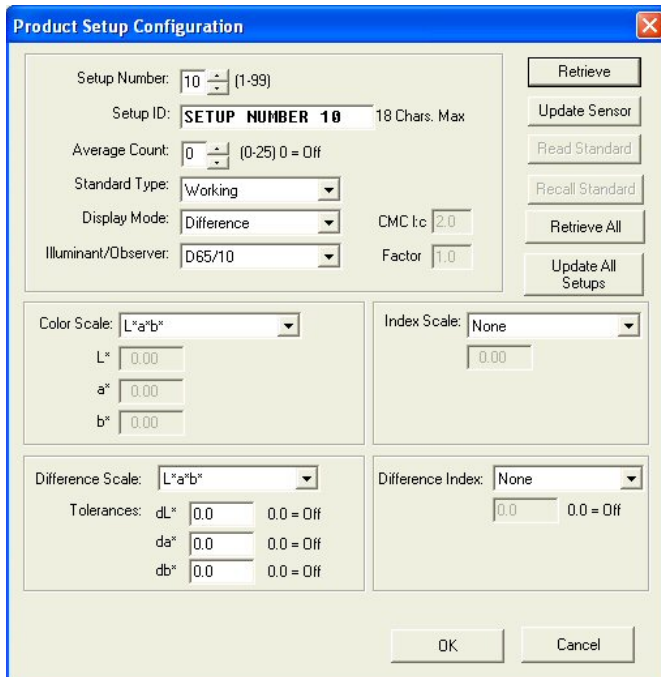 Product Setup Configuration
Setup Number: 10 (1-99)
Retrieve
Setup ID: SETUP NUMBER 10 18 Chars. Max
Update Sensor
Average Count: 0 (0-25) 0 = Off
Read Standard
Standard Type: Working
Recall Standard
Display Mode: Difference CMC l:c 2.0
Retrieve All
Illuminant/Observer: D65/10 Factor 1.0
Update All
Setups
Color Scale: L*a*b*
L* 0.00
a* 0.00
b* 0.00
Index Scale: None
0.00
Difference Scale: L*a*b*
Tolerances: dL* 0.0 0.0 = Off
da* 0.0 0.0 = Off
db* 0.0 0.0 = Off
Difference Index: None
0.0 0.0 = Off
OK
Cancel